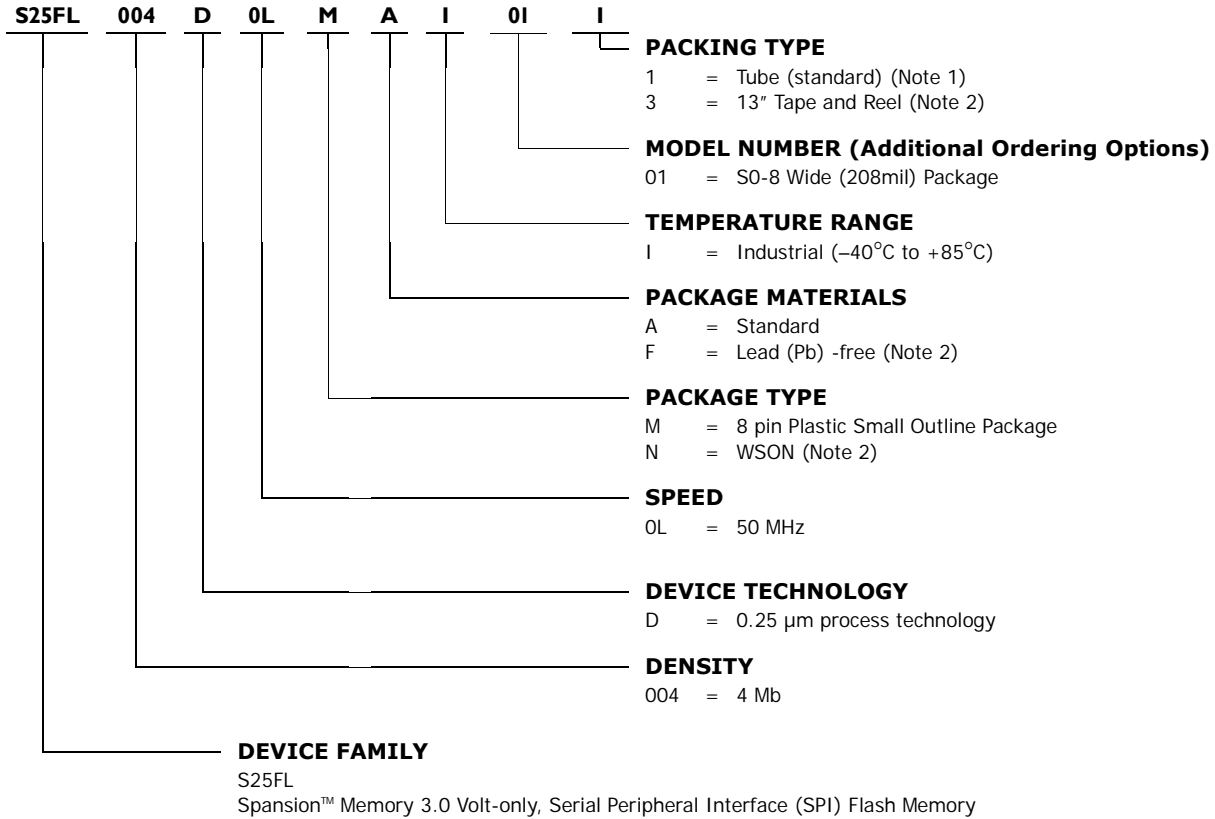 S25FL 004 D 0L M A I 01 1
PACKING TYPE
1 = Tube (standard) (Note 1)
3 = 13” Tape and Reel (Note 2)
MODEL NUMBER (Additional Ordering Options)
01 = S0-8 Wide (208mil) Package
TEMPERATURE RANGE
I = Industrial (–40°C to +85°C)
PACKAGE MATERIALS
A = Standard
F = Lead (Pb) -free (Note 2)
PACKAGE TYPE
M = 8 pin Plastic Small Outline Package
N = WSON (Note 2)
SPEED
0L = 50 MHz
DEVICE TECHNOLOGY
D = 0.25 µm process technology
DENSITY
004 = 4 Mb
DEVICE FAMILY
S25FL
Spansion™ Memory 3.0 Volt-only, Serial Peripheral Interface (SPI) Flash Memory